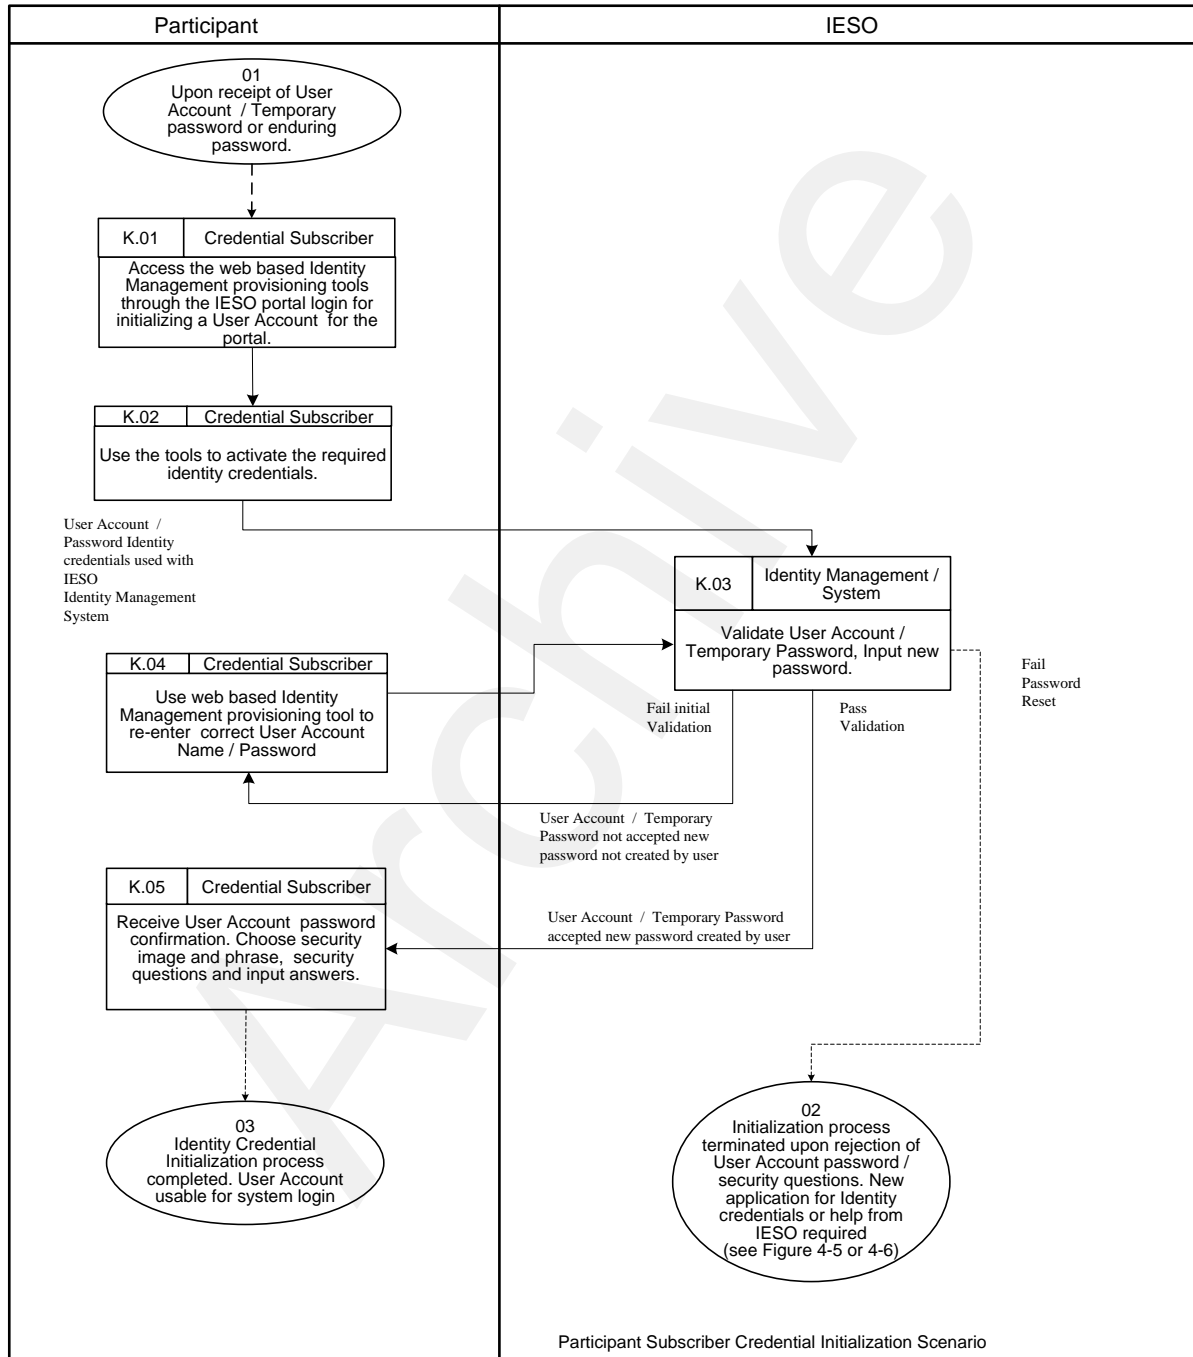 Participant
IESO
01
Upon receipt of User
Account / Temporary
password or enduring
password.
K.01
Credential Subscriber
Access the web based Identity
Management provisioning tools
through the IESO portal login for
initializing a User Account for the
portal.
K.02
Credential Subscriber
Use the tools to activate the required
identity credentials.
User Account /
Password Identity
credentials used with
IESO
Identity Management
System
K.03
Identity Management /
System
Validate User Account /
Temporary Password, Input new
password.
K.04
Credential Subscriber
Use web based Identity
Management provisioning tool to
re-enter correct User Account
Name / Password
Fail initial
Validation
Pass
Validation
Fail
Password
Reset
User Account / Temporary
Password not accepted new
password not created by user
K.05
Credential Subscriber
Receive User Account password
confirmation. Choose security
image and phrase, security
questions and input answers.
User Account / Temporary Password
accepted new password created by user
03
Identity Credential
Initialization process
completed. User Account
usable for system login
02
Initialization process
terminated upon rejection of
User Account password /
security questions. New
application for Identity
credentials or help from
IESO required
(see Figure 4-5 or 4-6)
Participant Subscriber Credential Initialization Scenario
Archive